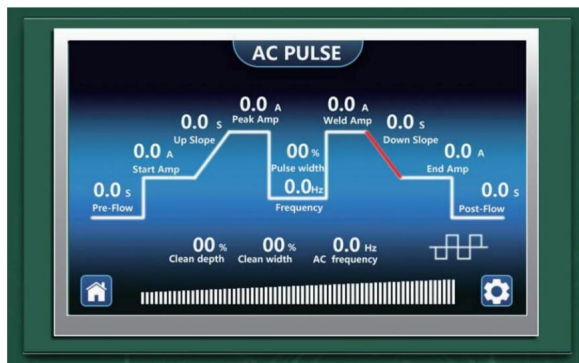 AC PULSE
0.0 A
Peak Amp
0.0 A
Weld Amp
0.0 S
Up Slope
0.0 S
Down Slope
0.0 A
Start Amp
00 %
Pulse width
0.0 A
End Amp
0.0 S
Pre-Flow
0.0 Hz
Frequency
0.0 S
Post-Flow
00 %
Clean depth
00 %
Clean width
0.0 Hz
AC frequency